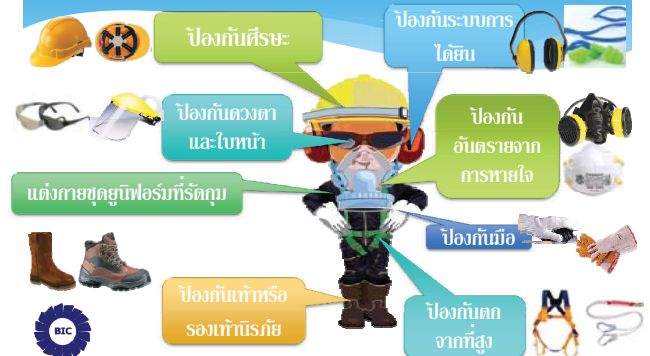 ป้องกันศีรษะ
ป้องกันระบบการ
ได้ยิน
ป้องกันดวงตา
และใบหน้า
ป้องกัน
อันตรายจาก
การหายใจ
แต่งกายชุดยูนิฟอร์มที่รัดกุม
ป้องกันมือ
ป้องกันเท้าหรือ
รองเท้านิรภัย
ป้องกันตก
จากที่สูง
BIC